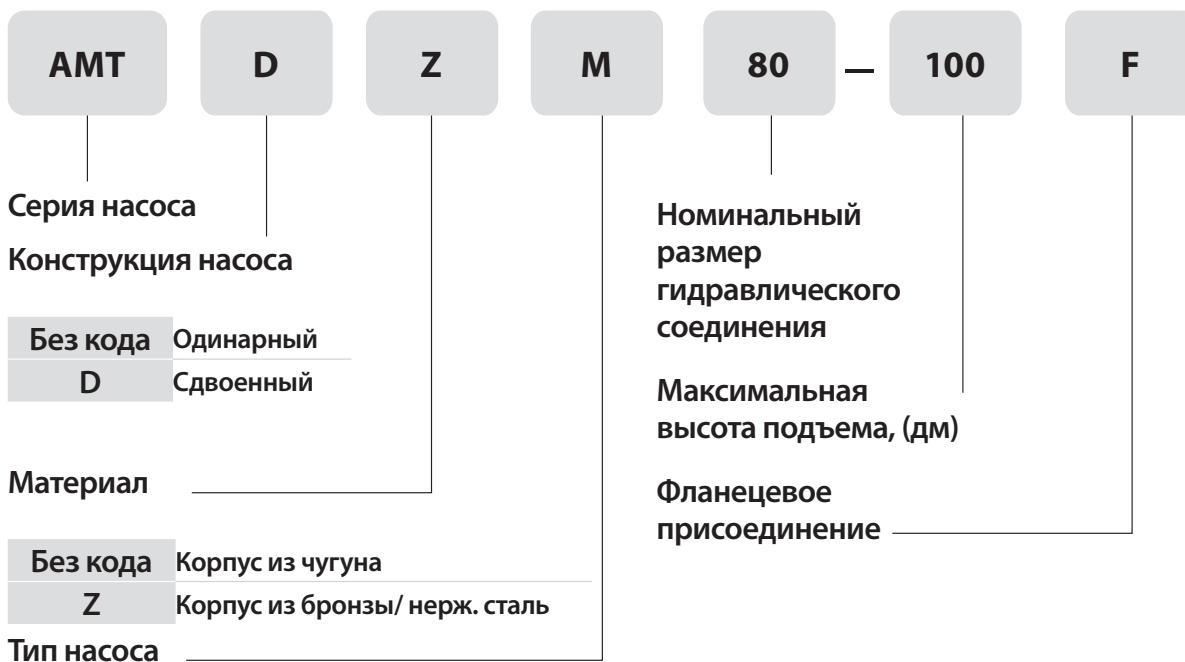 AMT D Z M 80 — 100 F
Серия насоса
Конструкция насоса
Без кода Одинарный
D Сдвоенный
Материал
Без кода Корпус из чугуна
Z Корпус из бронзы/ нерж. сталь
Тип насоса
Номинальный
размер
гидравлического
соединения
Максимальная
высота подъема, (дм)
Фланецевое
присоединение